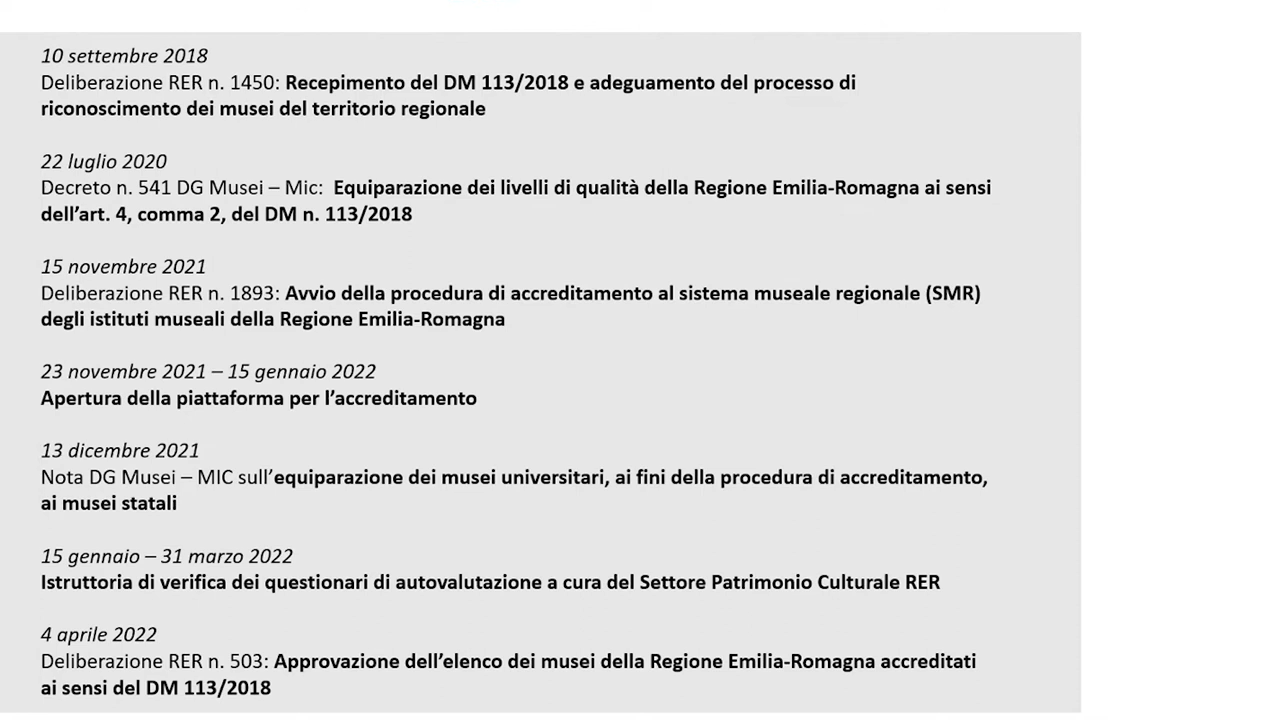 10 settembre 2018
Deliberazione RER n. 1450: Recepimento del DM 113/2018 e adeguamento del processo di
riconoscimento dei musei del territorio regionale
22 luglio 2020
Decreto n. 541 DG Musei – Mic:  Equiparazione dei livelli di qualità della Regione Emilia-Romagna ai sensi
dell’art. 4, comma 2, del DM n. 113/2018
15 novembre 2021
Deliberazione RER n. 1893: Avvio della procedura di accreditamento al sistema museale regionale (SMR)
degli istituti museali della Regione Emilia-Romagna
23 novembre 2021 – 15 gennaio 2022
Apertura della piattaforma per l’accreditamento
13 dicembre 2021
Nota DG Musei – MIC sull’equiparazione dei musei universitari, ai fini della procedura di accreditamento,
ai musei statali
15 gennaio – 31 marzo 2022
Istruttoria di verifica dei questionari di autovalutazione a cura del Settore Patrimonio Culturale RER
4 aprile 2022
Deliberazione RER n. 503: Approvazione dell’elenco dei musei della Regione Emilia-Romagna accreditati
ai sensi del DM 113/2018